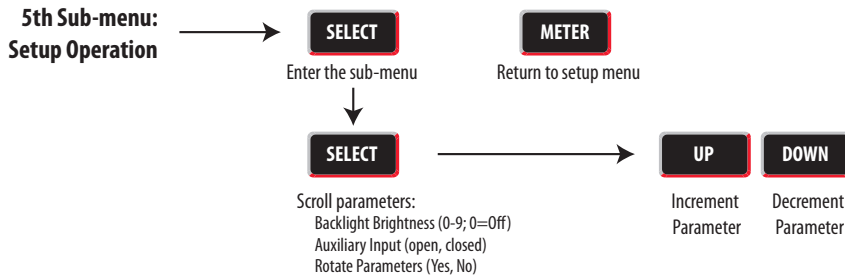 5th Sub-menu:
Setup Operation
SELECT
Enter the sub-menu
METER
Return to setup menu
SELECT
Scroll parameters:
Backlight Brightness (0-9; 0=Off)
Auxiliary Input (open, closed)
Rotate Parameters (Yes, No)
UP
Increment
Parameter
DOWN
Decrement
Parameter